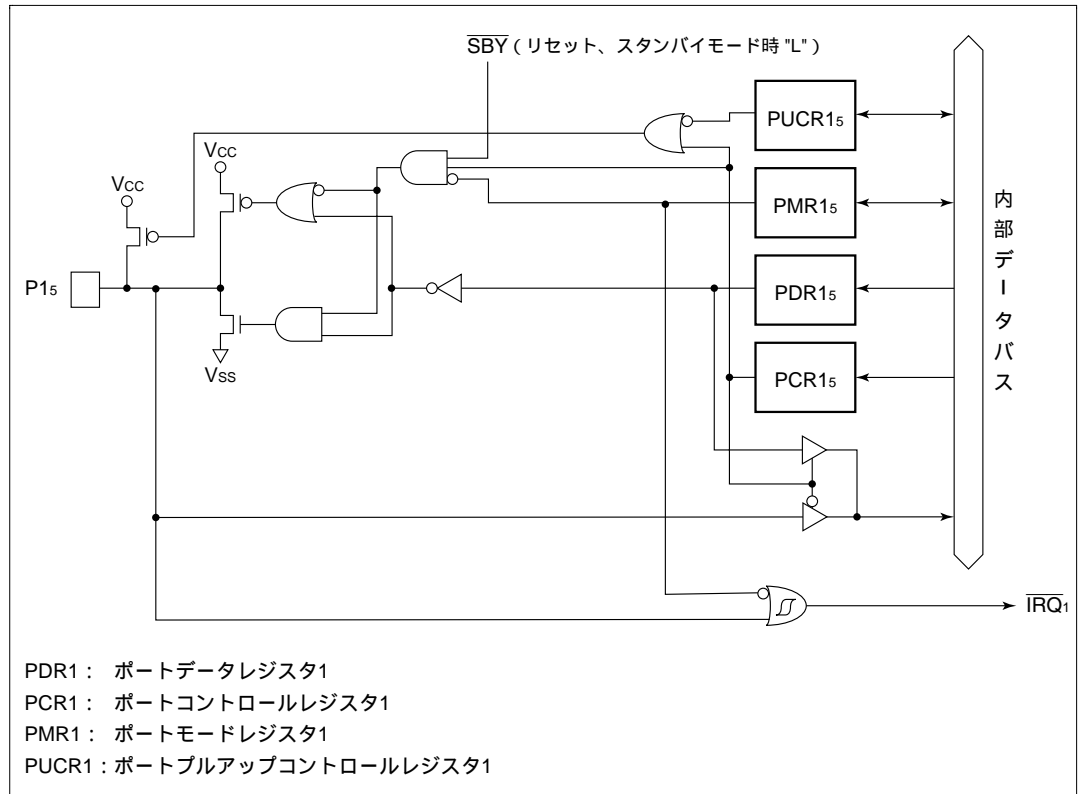 SBY（リセット、スタンバイモード時 "L"）
PUCR15
VCC
VCC
PMR15
P15
PDR15
VSS
PCR15
内部データバス
IRQ1
PDR1： ポートデータレジスタ1
PCR1： ポートコントロールレジスタ1
PMR1： ポートモードレジスタ1
PUCR1：ポートプルアップコントロールレジスタ1